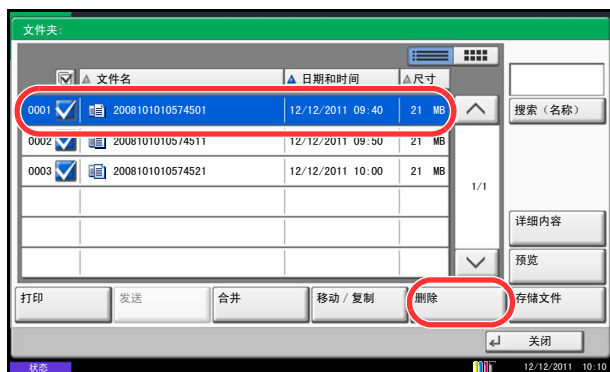 文件夹:
文件名 日期和时间 尺寸
0001 2008101010574501 12/12/2011 09:40 21 MB
搜索（名称）
0002 2008101010574511 12/12/2011 09:50 21 MB
0003 2008101010574521 12/12/2011 10:00 21 MB
1/1
详细内容
预览
打印 发送 合并 移动 / 复制 删除 存储文件
关闭
状态 12/12/2011 10:10